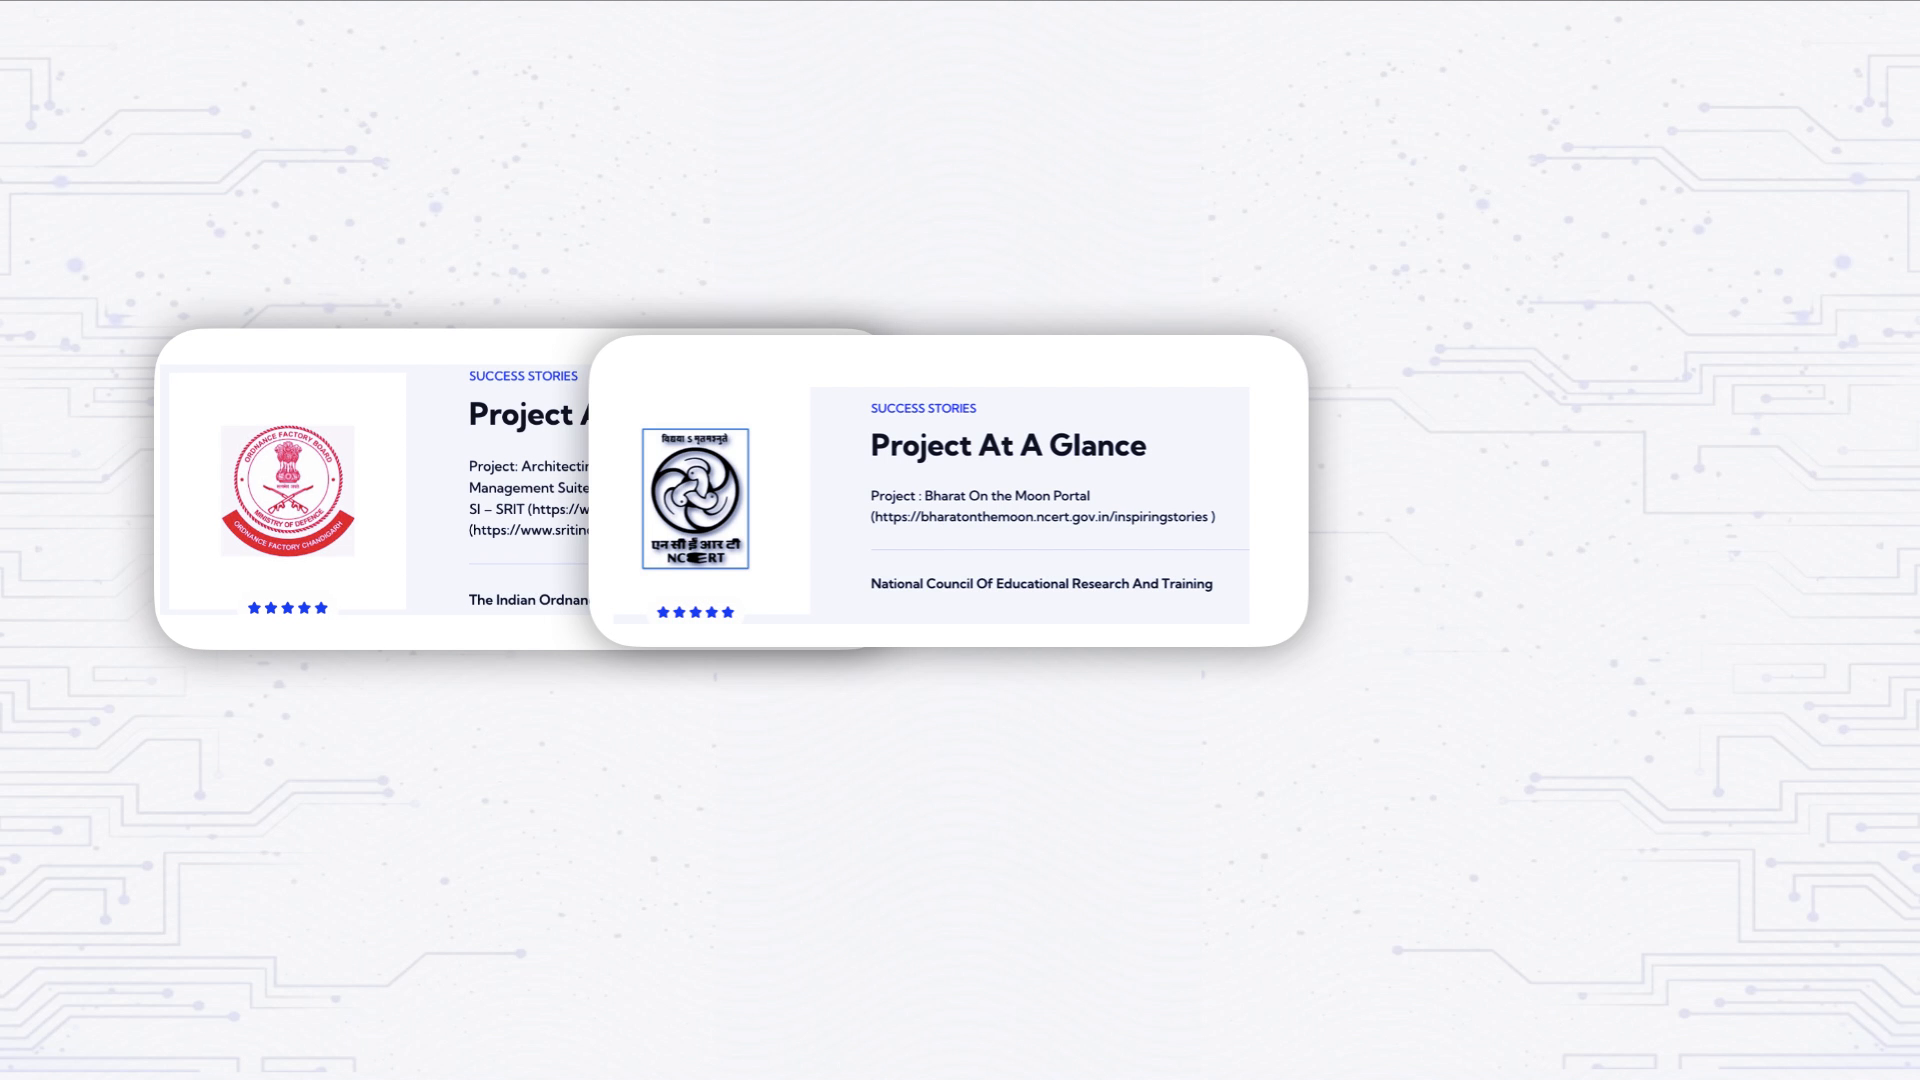 ORDNANCE FACTORY BOARD
MINISTRY OF DEFENCE
ORDNANCE FACTORY CHANDIGARH
SUCCESS STORIES
Project A
Project: Architectin
Management Suite
SI – SRIT (https://w
(https://www.sritin
The Indian Ordnan
विद्यया ऽ मृतमश्नुते
एन सी ई आर टी
NCERT
SUCCESS STORIES
Project At A Glance
Project : Bharat On the Moon Portal
(https://bharatonthemoon.ncert.gov.in/inspiringstories )
National Council Of Educational Research And Training